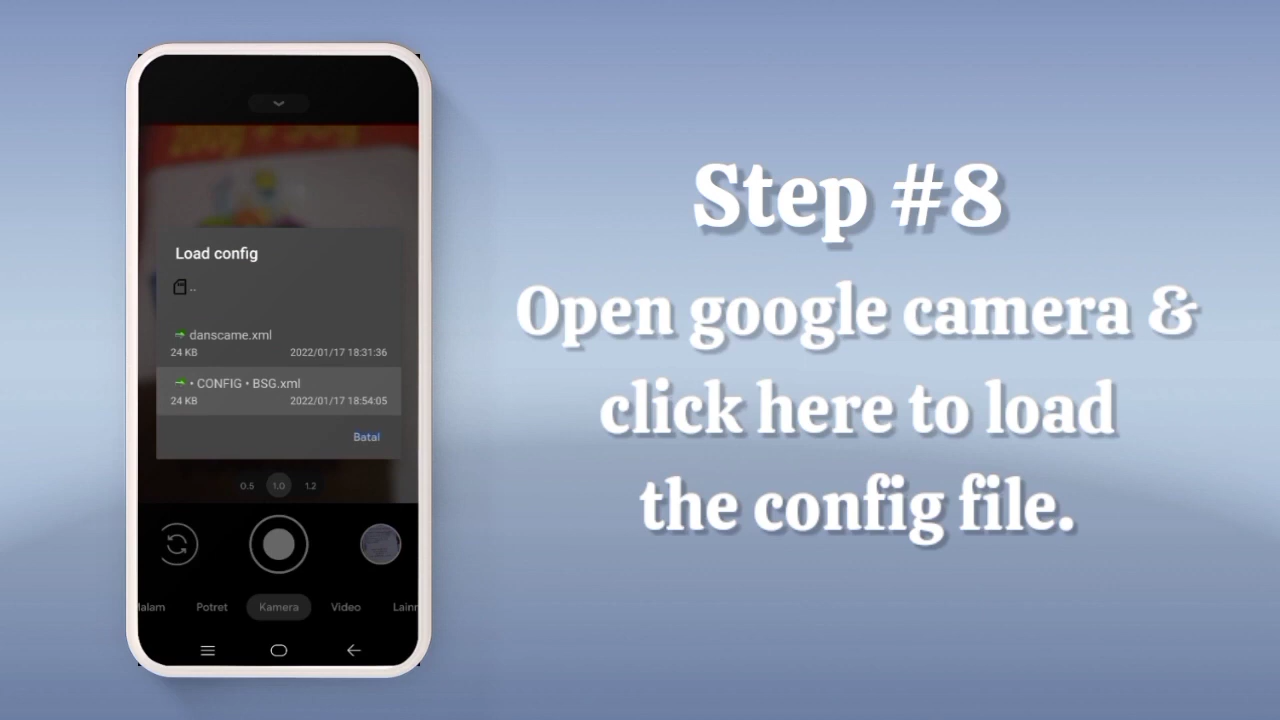 Load config
..
danscame.xml
24 KB 2022/01/17 18:31:36
• CONFIG • BSG.xml
24 KB 2022/01/17 18:54:05
Batal
0.5 1.0 1.2
Potret Kamera Video
Step #8
Open google camera &
click here to load
the config file.